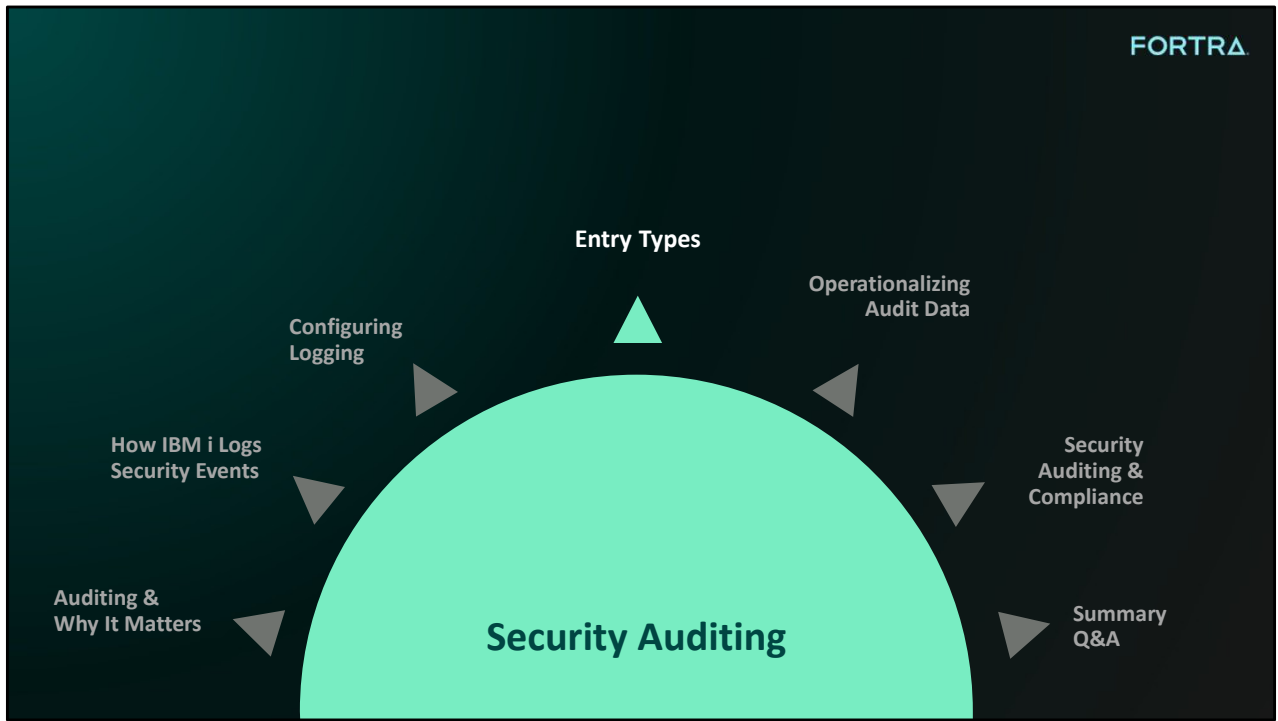 FORTRA
Entry Types
Operationalizing
Audit Data
Configuring
Logging
How IBM i Logs
Security Events
Security
Auditing &
Compliance
Auditing &
Why It Matters
Summary
Q&A
Security Auditing